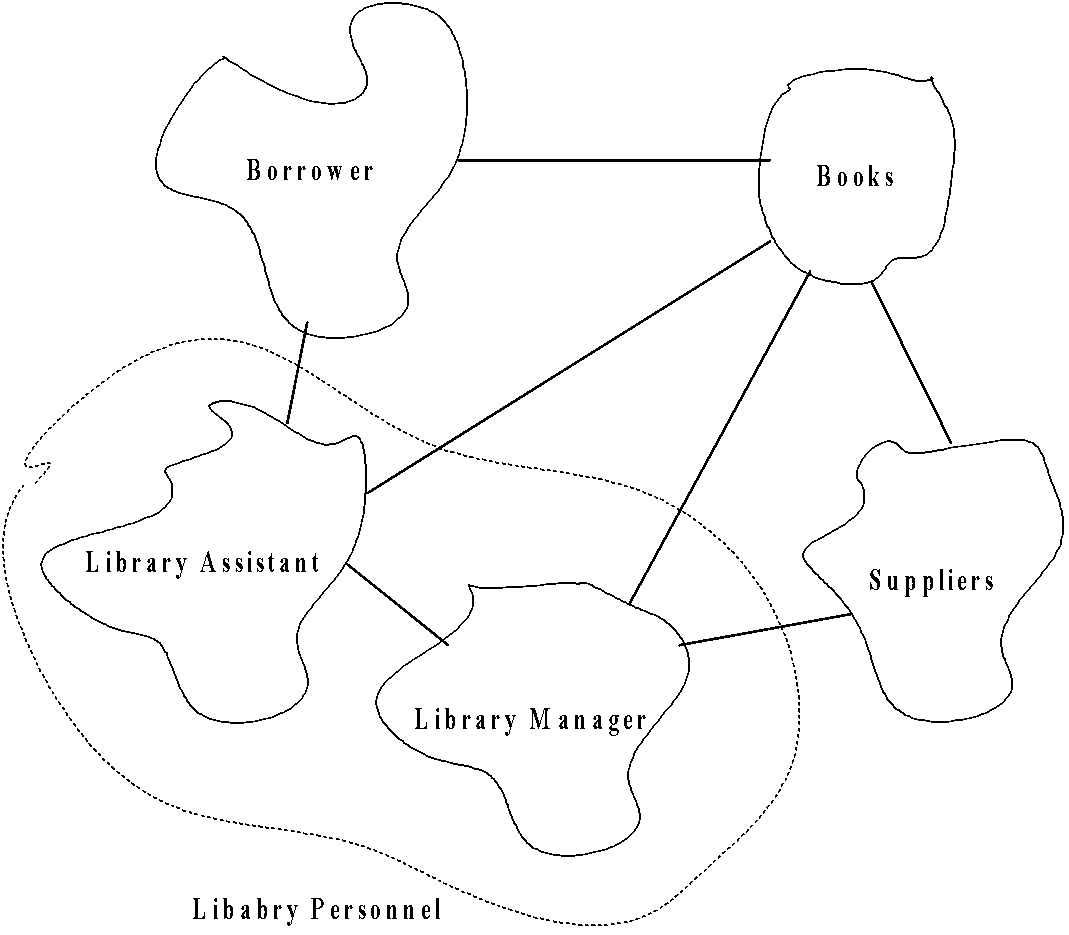 Borrower
Books
Library Assistant
Suppliers
Library Manager
Libabry Personnel